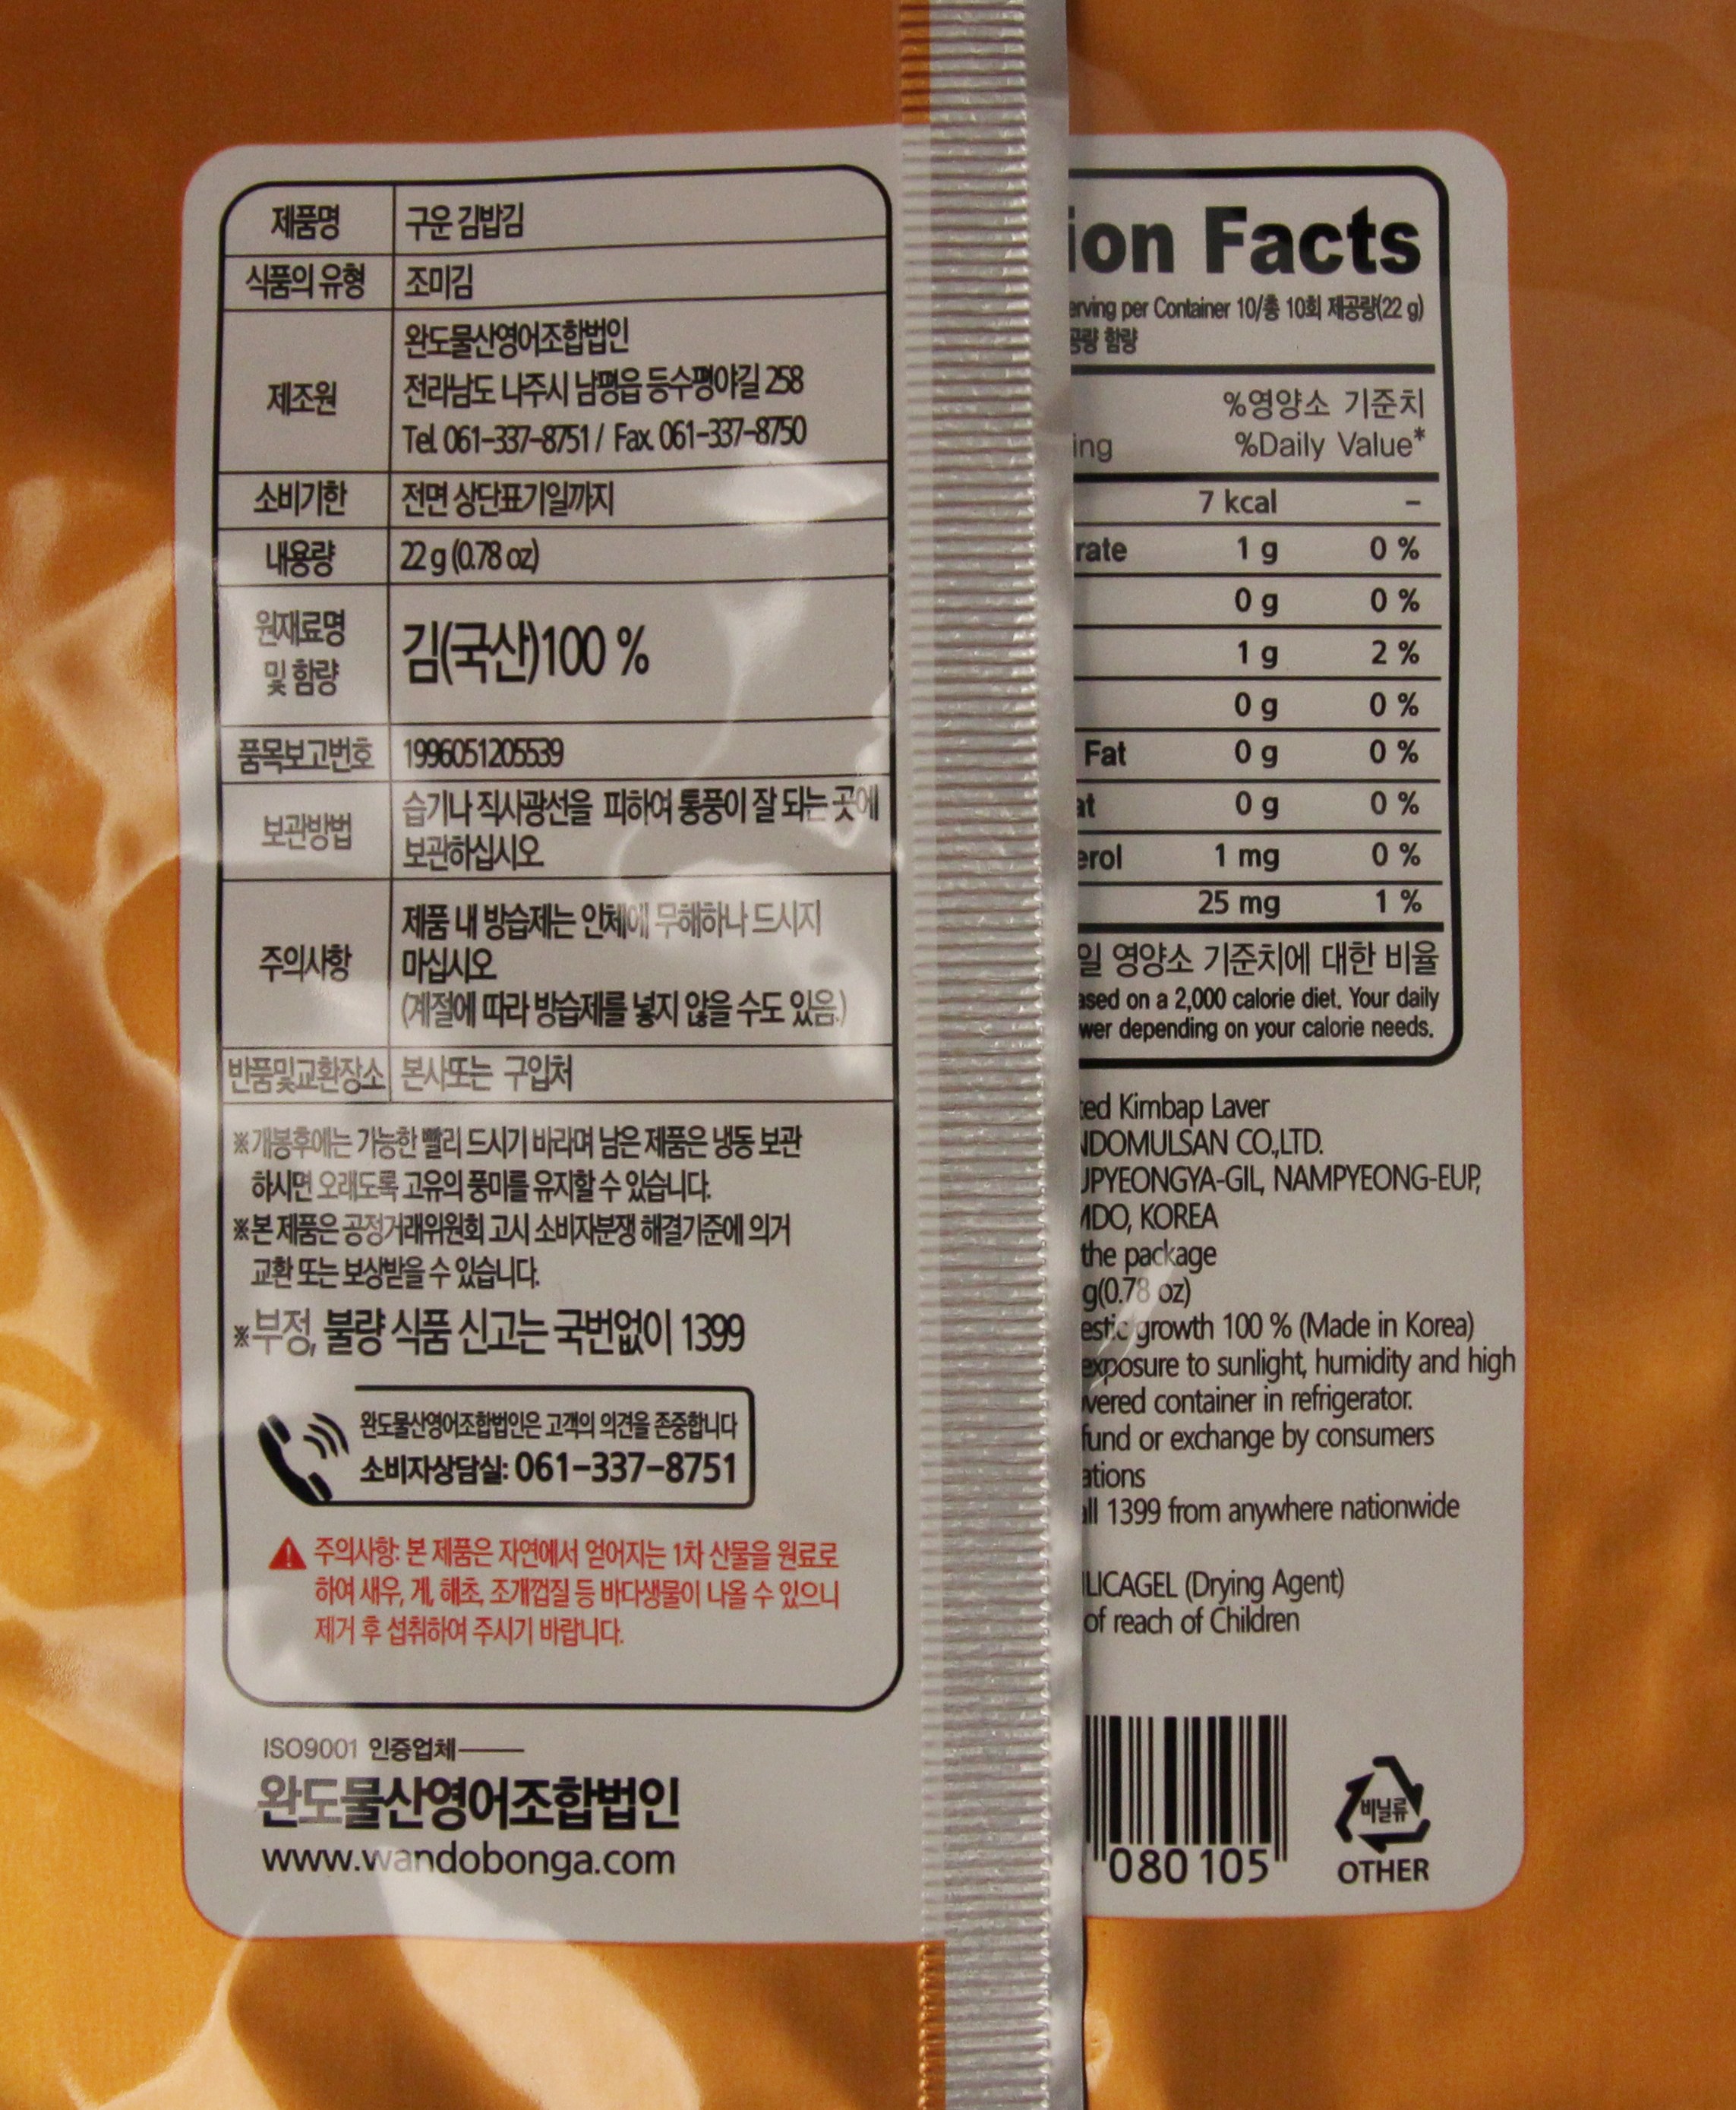 제품명 구운 김밥김
식품의 유형 조미김
제조원 완도물산영어조합법인
전라남도 나주시 남평읍 등수평야길 258
Tel. 061-337-8751 / Fax. 061-337-8750
소비기한 전면 상단표기일까지
내용량 22 g (0.78 oz)
원재료명
및 함량
김(국산)100 %
품목보고번호 1996051205539
보관방법 습기나 직사광선을 피하여 통풍이 잘 되는 곳에
보관하십시오
주의사항 제품 내 방습제는 인체에 무해하나 드시지
마십시오
(계절에 따라 방습제를 넣지 않을 수도 있음.)
반품및교환장소 본사또는 구입처
※개봉후에는 가능한 빨리 드시기 바라며 남은 제품은 냉동 보관
하시면 오래도록 고유의 풍미를 유지할 수 있습니다.
※본 제품은 공정거래위원회 고시 소비자분쟁 해결기준에 의거
교환 또는 보상받을 수 있습니다.
※부정, 불량 식품 신고는 국번없이 1399
완도물산영어조합법인은 고객의 의견을 존중합니다
소비자상담실: 061-337-8751
주의사항: 본 제품은 자연에서 얻어지는 1차 산물을 원료로
하여 새우, 게, 해초, 조개껍질 등 바다생물이 나올 수 있으니
제거 후 섭취하여 주시기 바랍니다.
ISO9001 인증업체
완도물산영어조합법인
www.wandobonga.com
ion Facts
erving per Container 10/총 10회 제공량(22 g)
공량 함량
%영양소 기준치
ing %Daily Value*
7 kcal -
rate 1 g 0 %
0 g 0 %
1 g 2 %
0 g 0 %
Fat 0 g 0 %
at 0 g 0 %
erol 1 mg 0 %
25 mg 1 %
일 영양소 기준치에 대한 비율
ased on a 2,000 calorie diet. Your daily
wer depending on your calorie needs.
ted Kimbap Laver
NDOMULSAN CO.,LTD.
UPYEONGYA-GIL, NAMPYEONG-EUP,
MDO, KOREA
the package
g(0.78 oz)
estic growth 100 % (Made in Korea)
exposure to sunlight, humidity and high
vered container in refrigerator.
fund or exchange by consumers
ations
all 1399 from anywhere nationwide
ILICAGEL (Drying Agent)
of reach of Children
080105
비닐류
OTHER